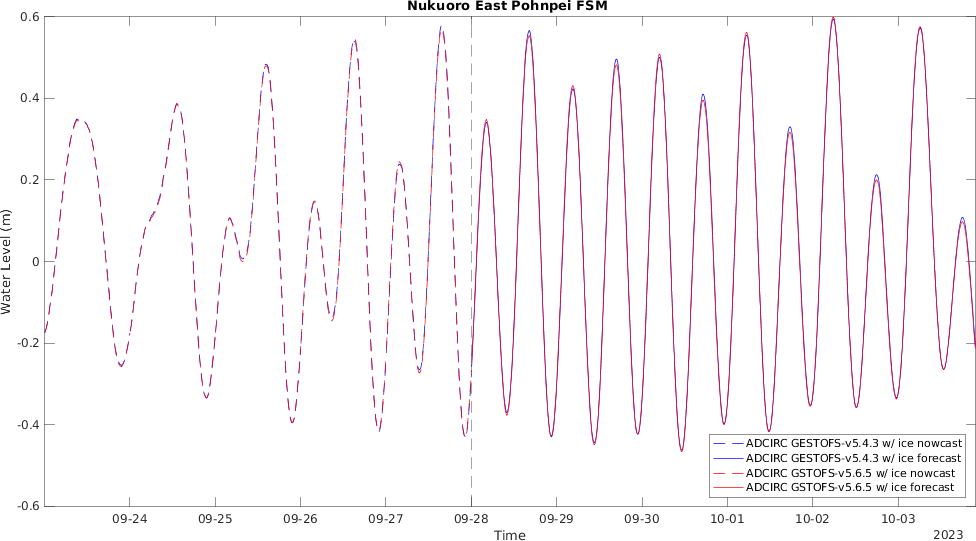 Nukuoro East Pohnpei FSM
0.6
0.4
0.2
0
-0.2
-0.4
-0.6
Water Level (m)
ADCIRC GESTOFS-v5.4.3 w/ ice nowcast
ADCIRC GESTOFS-v5.4.3 w/ ice forecast
ADCIRC GSTOFS-v5.6.5 w/ ice nowcast
ADCIRC GSTOFS-v5.6.5 w/ ice forecast
09-24 09-25 09-26 09-27 09-28 09-29 09-30 10-01 10-02 10-03
Time
2023